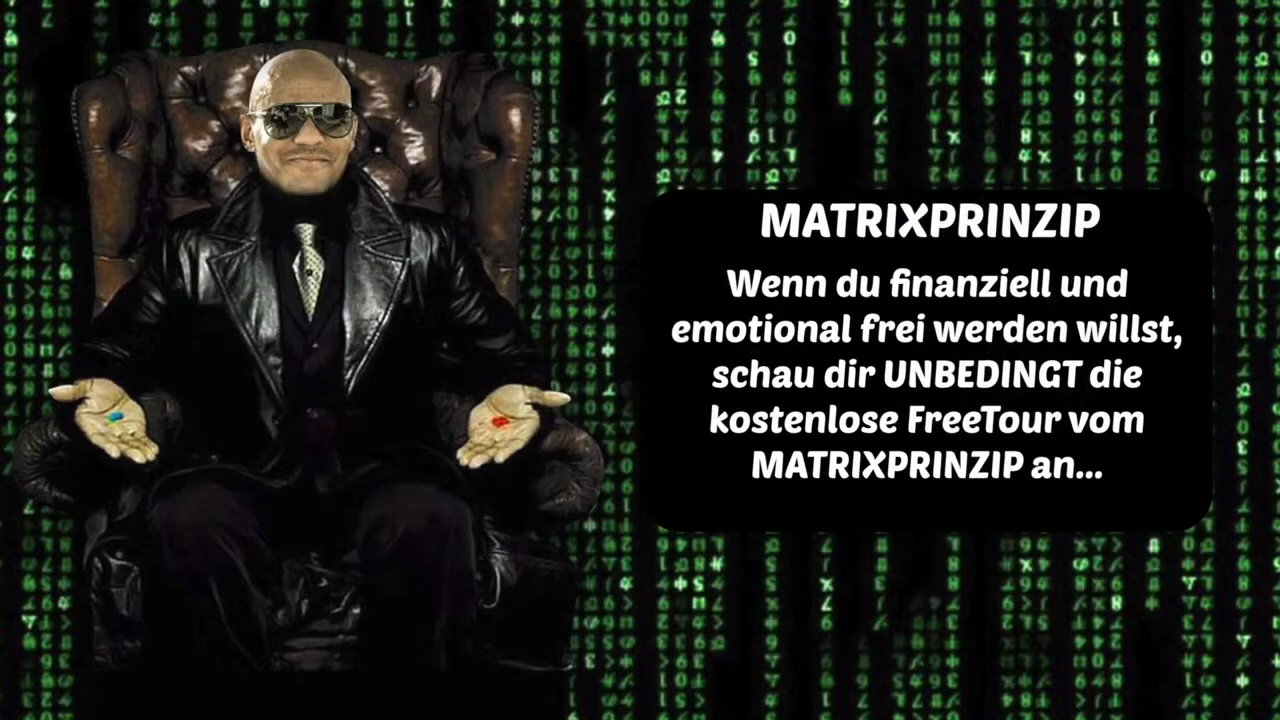 MATRIXPRINZIP
Wenn du finanziell und
emotional frei werden willst,
schau dir UNBEDINGT die
kostenlose FreeTour vom
MATRIXPRINZIP an...